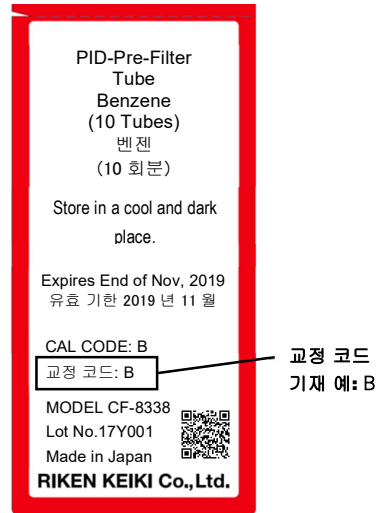 PID-Pre-Filter
Tube
Benzene
(10 Tubes)
벤젠
(10 회분)
Store in a cool and dark
place.
Expires End of Nov, 2019
유효 기한 2019 년 11 월
CAL CODE: B
교정 코드: B
MODEL CF-8338
Lot No.17Y001
Made in Japan
RIKEN KEIKI Co.,Ltd.
교정 코드
기재 예: B